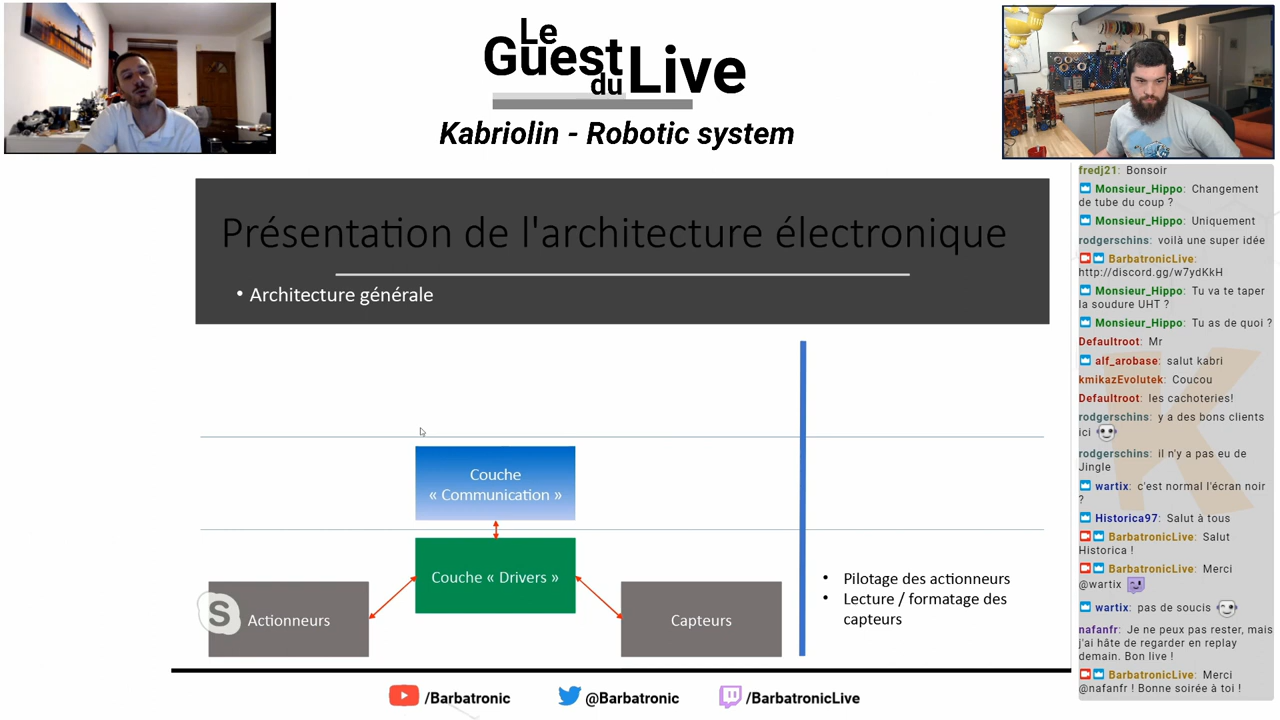 Le
Guest
du Live
Kabriolin - Robotic system
Présentation de l'architecture électronique
• Architecture générale
Couche
« Communication »
Couche « Drivers »
S
Actionneurs
Capteurs
• Pilotage des actionneurs
• Lecture / formatage des
capteurs
/Barbatronic
@Barbatronic
/BarbatronicLive
fredj21: Bonsoir
Monsieur_Hippo: Changement
de tube du coup ?
Monsieur_Hippo: Uniquement
rodgerschins: voilà une super idée
BarbatronicLive:
http://discord.gg/w7ydKkH
Monsieur_Hippo: Tu va te taper
la soudure UHT ?
Monsieur_Hippo: Tu as de quoi ?
Defaultroot: Mr
alf_arobase: salut kabri
kmikazEvolutek: Coucou
Defaultroot: les cachoteries!
rodgerschins: y a des bons clients
ici
rodgerschins: il n'y a pas eu de
Jingle
wartix: c'est normal l'écran noir
?
Historica97: Salut à tous
BarbatronicLive: Salut
Historica !
BarbatronicLive: Merci
@wartix
wartix: pas de soucis
nafanfr: Je ne peux pas rester, mais
j'ai hâte de regarder en replay
demain. Bon live !
BarbatronicLive: Merci
@nafanfr ! Bonne soirée à toi !